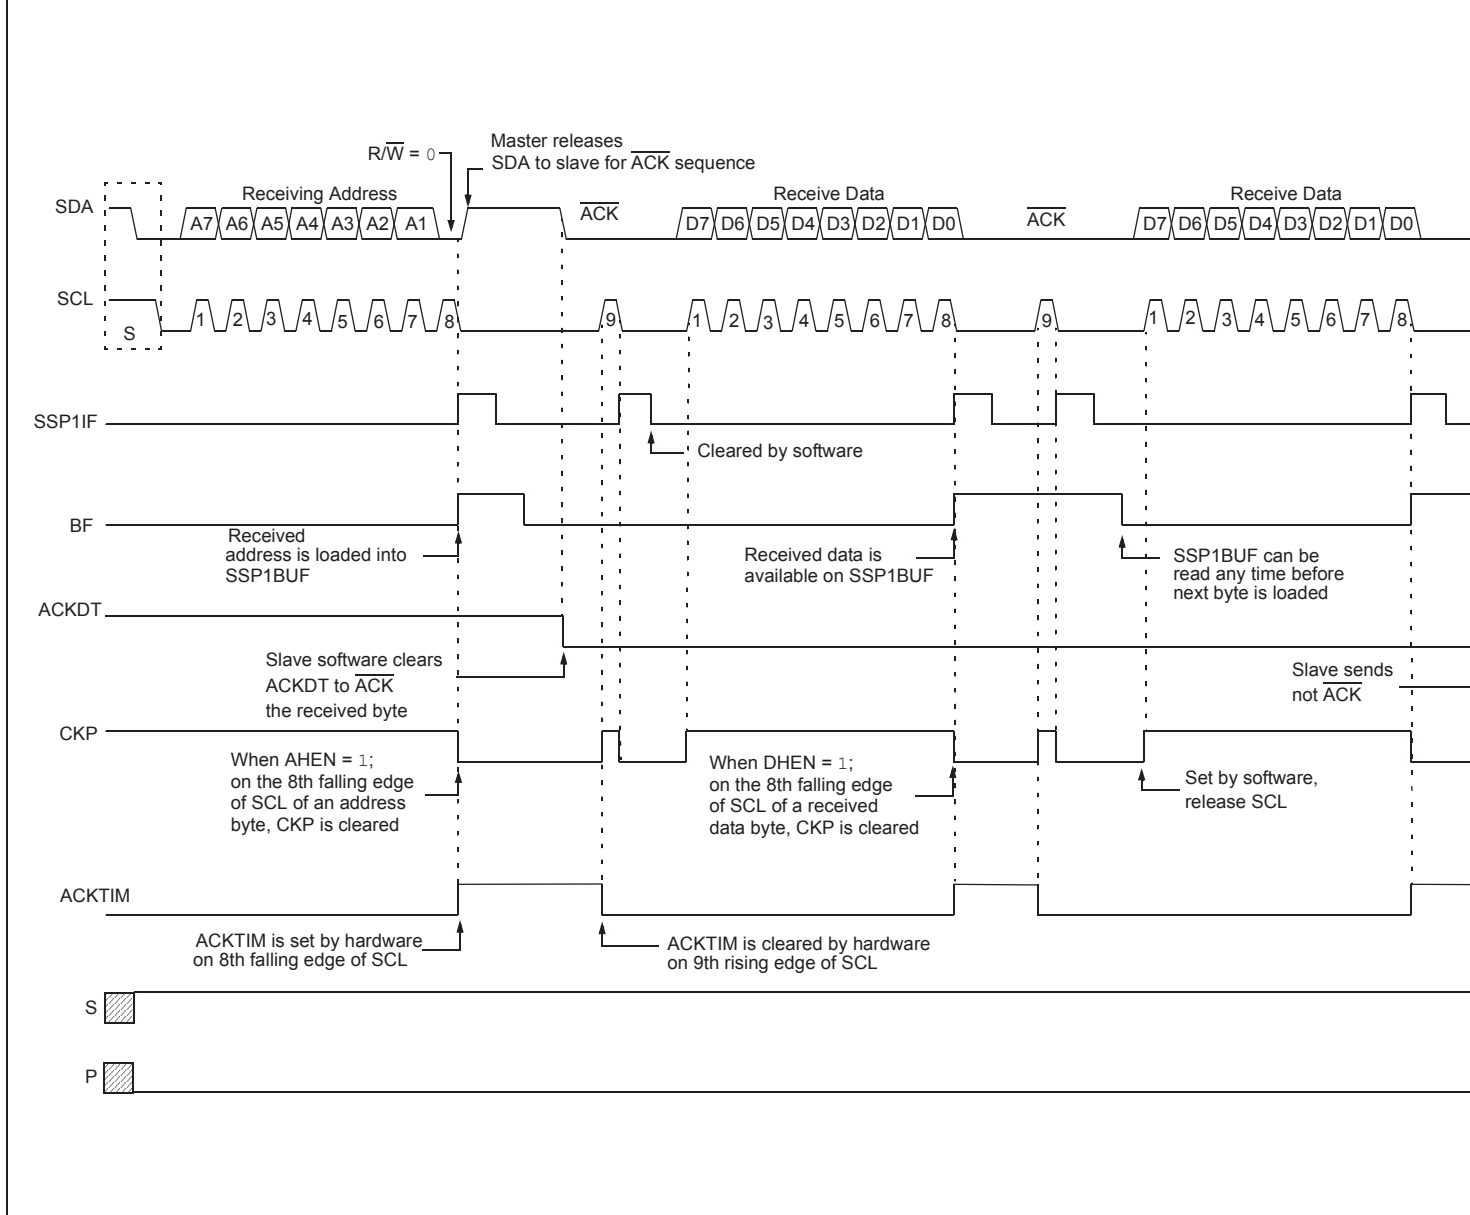 Master releases
SDA to slave for ACK sequence
R/W = 0
Receiving Address
Receive Data
Receive Data
SDA
A7 A6 A5 A4 A3 A2 A1
ACK
D7 D6 D5 D4 D3 D2 D1 D0
ACK
D7 D6 D5 D4 D3 D2 D1 D0
SCL
S
1 2 3 4 5 6 7 8
9
1 2 3 4 5 6 7 8
9
1 2 3 4 5 6 7 8
SSP1IF
Cleared by software
BF
Received
address is loaded into
SSP1BUF
Received data is
available on SSP1BUF
SSP1BUF can be
read any time before
next byte is loaded
ACKDT
Slave software clears
ACKDT to ACK
the received byte
Slave sends
not ACK
CKP
When AHEN = 1;
on the 8th falling edge
of SCL of an address
byte, CKP is cleared
When DHEN = 1;
on the 8th falling edge
of SCL of a received
data byte, CKP is cleared
Set by software,
release SCL
ACKTIM
ACKTIM is set by hardware
on 8th falling edge of SCL
ACKTIM is cleared by hardware
on 9th rising edge of SCL
S
P